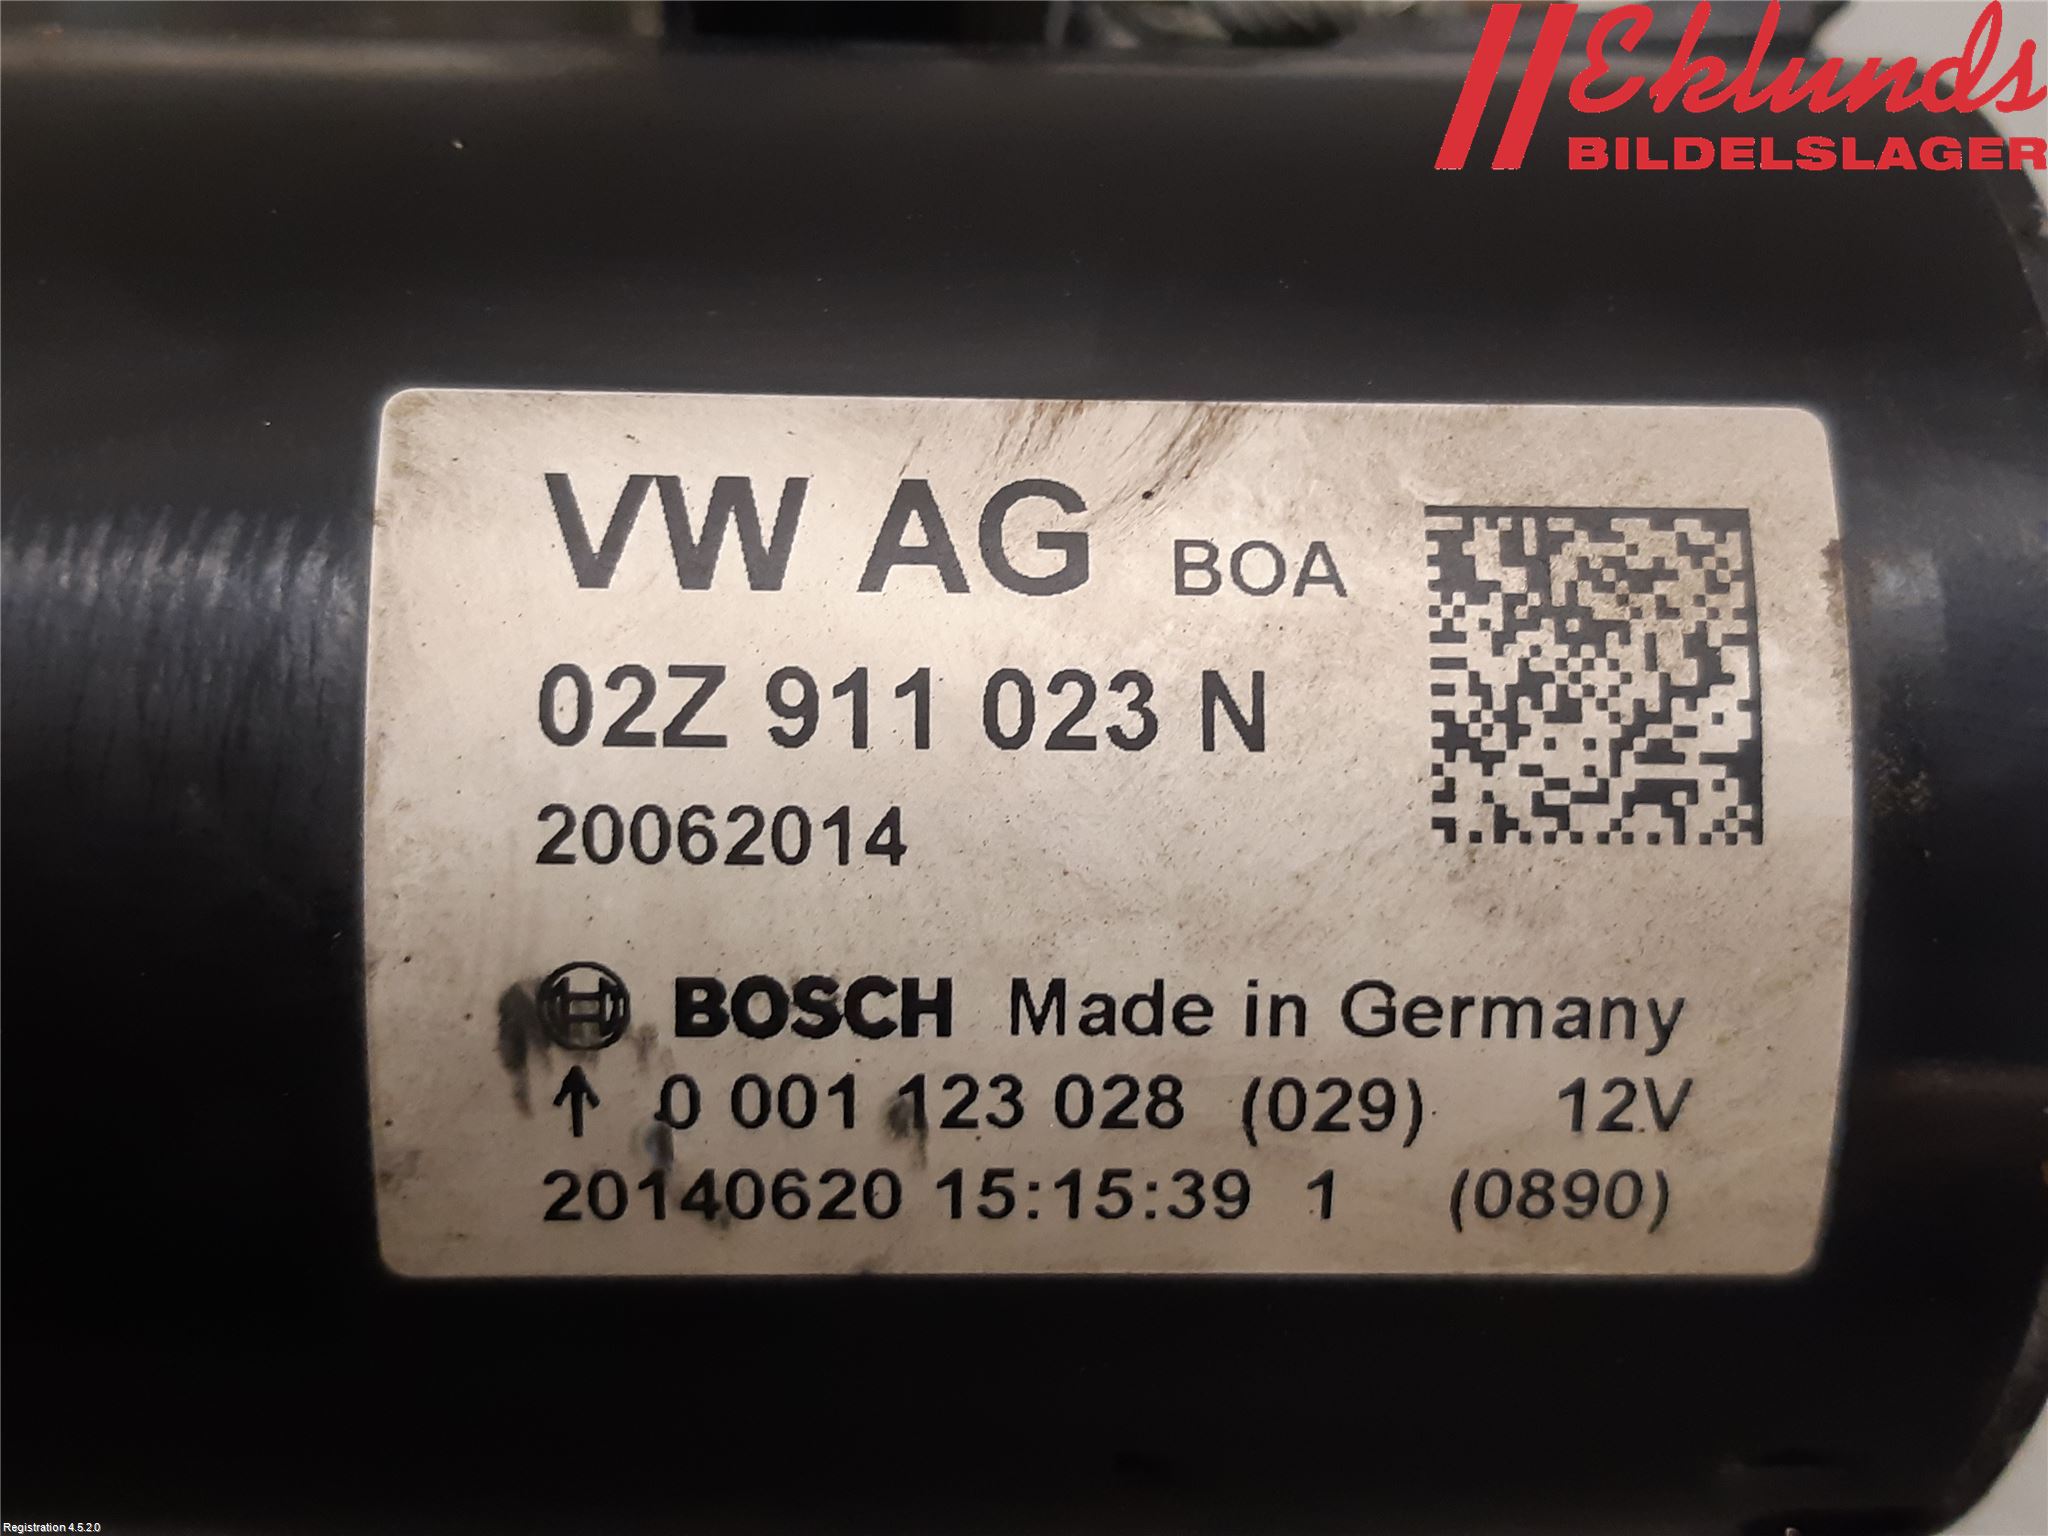 Eklunds
BILDELSLAGER
VW AG BOA
02Z 911 023 N
20062014
BOSCH Made in Germany
↑ 0 001 123 028 (029) 12V
20140620 15:15:39 1 (0890)
Registration 4.5.2.0